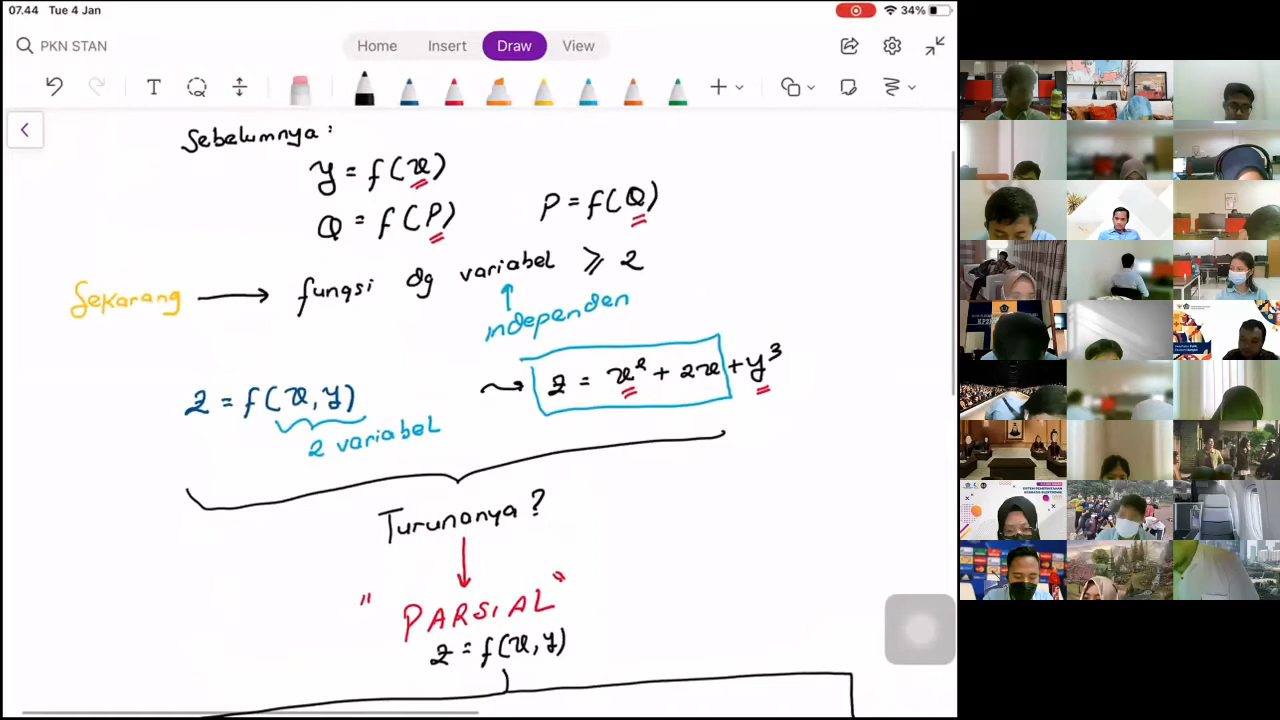 07.44 Tue 4 Jan
34%
PKN STAN
Home Insert Draw View
T
Sebelumnya :
y = f(x)
Q = f(P)
P = f(Q)
Sekarang → fungsi dg variabel ≥ 2
↑
independen
z = f(x, y)
2 variabel
z = x² + 2x + y³
Turunanya ?
" PARSIAL "
z = f(x, y)